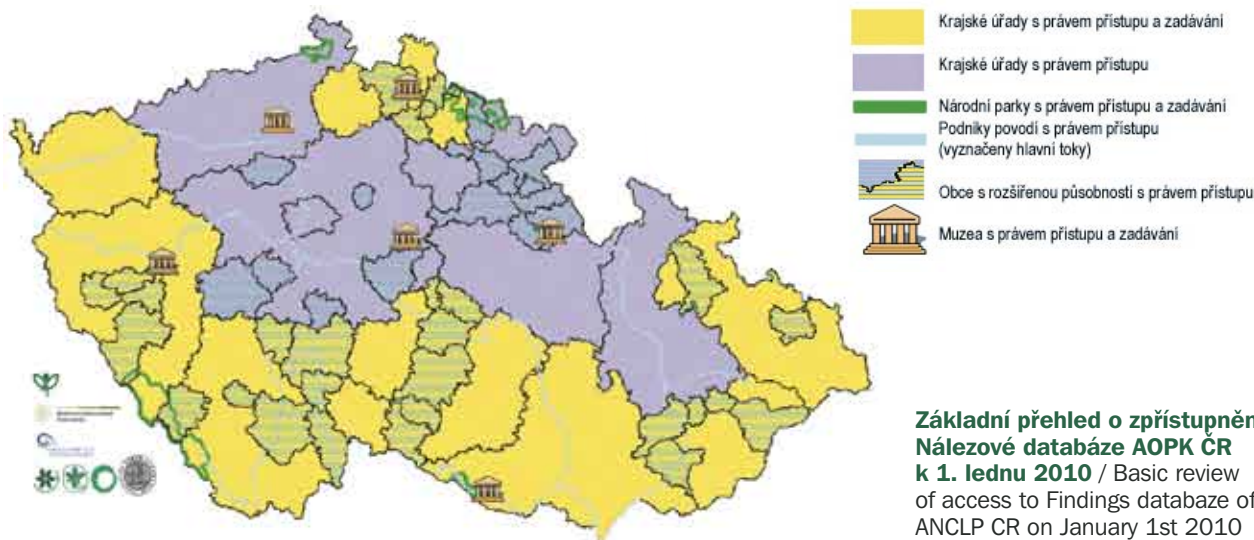 Krajské úřady s právem přístupu a zadávání
Krajské úřady s právem přístupu
Národní parky s právem přístupu a zadávání
Podniky povodí s právem přístupu
(vyznačeny hlavní toky)
Obce s rozšířenou působnosti s právem přístupu
Muzea s právem přístupu a zadávání
Základní přehled o zpřístupněn
Nálezové databáze AOPK ČR
k 1. lednu 2010 / Basic review
of access to Findings databaze of
ANCLP CR on January 1st 2010